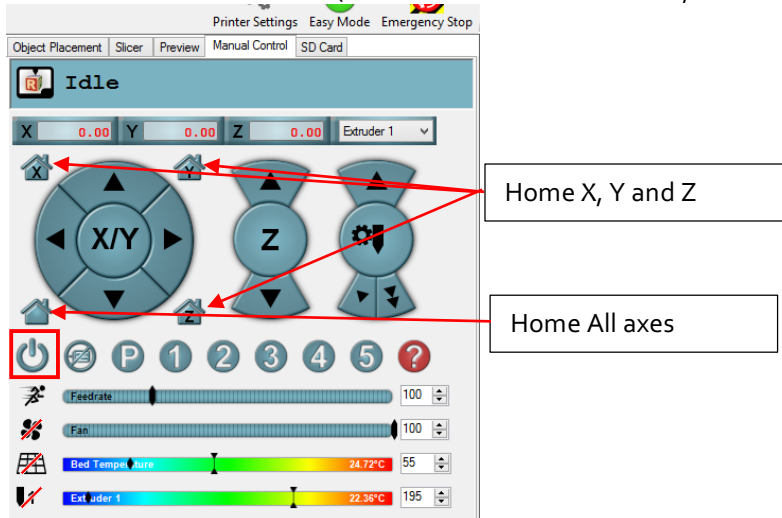 Printer Settings Easy Mode Emergency Stop
Object Placement Slicer Preview Manual Control SD Card
R
Idle
X 0.00 Y 0.00 Z 0.00 Extruder 1
X Y
Home X, Y and Z
X/Y Z
Z
Home All axes
P 1 2 3 4 5 ?
Feedrate 100
Fan 100
Bed Temperature 24.72°C 55
1 Extruder 1 22.36°C 195